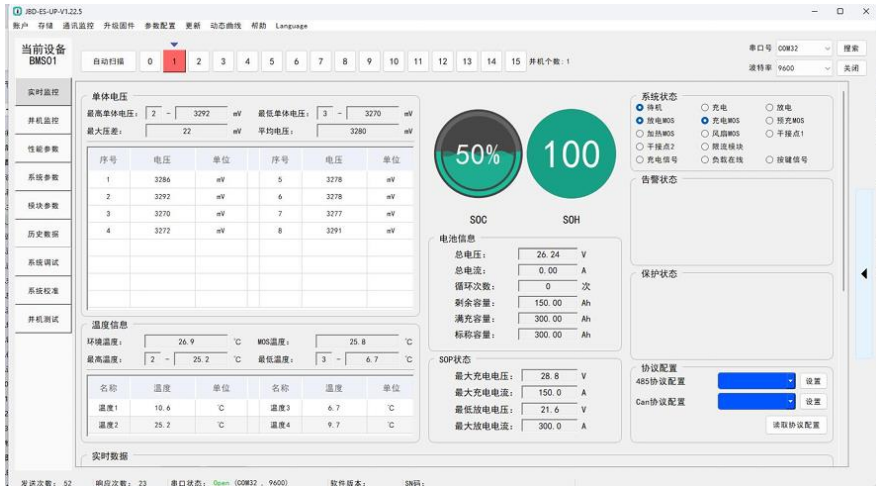 JBD-ES-UP-V1.22.5
账户 存储 通讯监控 升级固件 参数配置 更新 动态曲线 帮助 Language
当前设备
BMS01
自动扫描 0 1 2 3 4 5 6 7 8 9 10 11 12 13 14 15 并机个数: 1
串口号 COM32 搜索
波特率 9600 关闭
实时监控
并机监控
性能参数
系统参数
模块参数
历史数据
系统调试
系统校准
并机测试
单体电压
最高单体电压: 2 - 3292 mV 最低单体电压: 3 - 3270 mV
最大压差: 22 mV 平均电压: 3280 mV
序号 电压 单位 序号 电压 单位
1 3286 mV 5 3278 mV
2 3292 mV 6 3278 mV
3 3270 mV 7 3277 mV
4 3272 mV 8 3291 mV
温度信息
环境温度: 26.9 ℃ MOS温度: 25.8 ℃
最高温度: 2 - 25.2 ℃ 最低温度: 3 - 6.7 ℃
名称 温度 单位 名称 温度 单位
温度1 10.6 ℃ 温度3 6.7 ℃
温度2 25.2 ℃ 温度4 9.7 ℃
实时数据
50% 100
SOC SOH
电池信息
总电压: 26.24 V
总电流: 0.00 A
循环次数: 0 次
剩余容量: 150.00 Ah
满充容量: 300.00 Ah
标称容量: 300.00 Ah
SOP状态
最大充电电压: 28.8 V
最大充电电流: 150.0 A
最低放电电压: 21.6 V
最大放电电流: 300.0 A
系统状态
待机 充电 放电
放电MOS 充电MOS 预充MOS
加热MOS 风扇MOS 干接点1
干接点2 限流模块
充电信号 负载在线 按键信号
告警状态
保护状态
协议配置
485协议配置 设置
Can协议配置 设置
读取协议配置
发送次数: 52 响应次数: 23 串口状态: Open (COM32 , 9600) 软件版本: SN码: